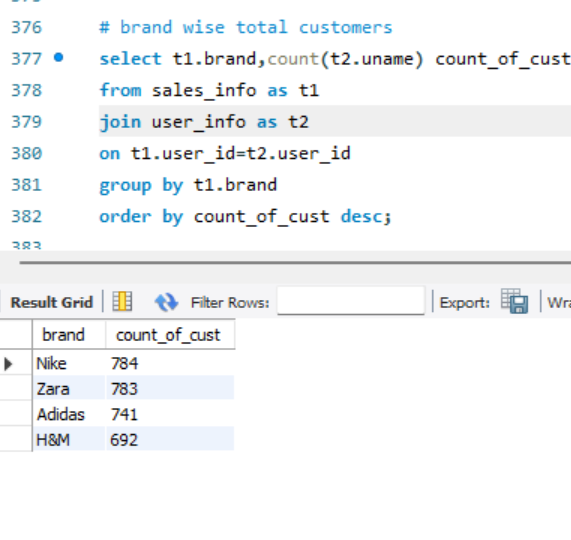 376 # brand wise total customers
377 select t1.brand,count(t2.uname) count_of_cust
378 from sales_info as t1
379 join user_info as t2
380 on t1.user_id=t2.user_id
381 group by t1.brand
382 order by count_of_cust desc;
383
Result Grid Filter Rows: Export: Wra
brand count_of_cust
Nike 784
Zara 783
Adidas 741
H&M 692